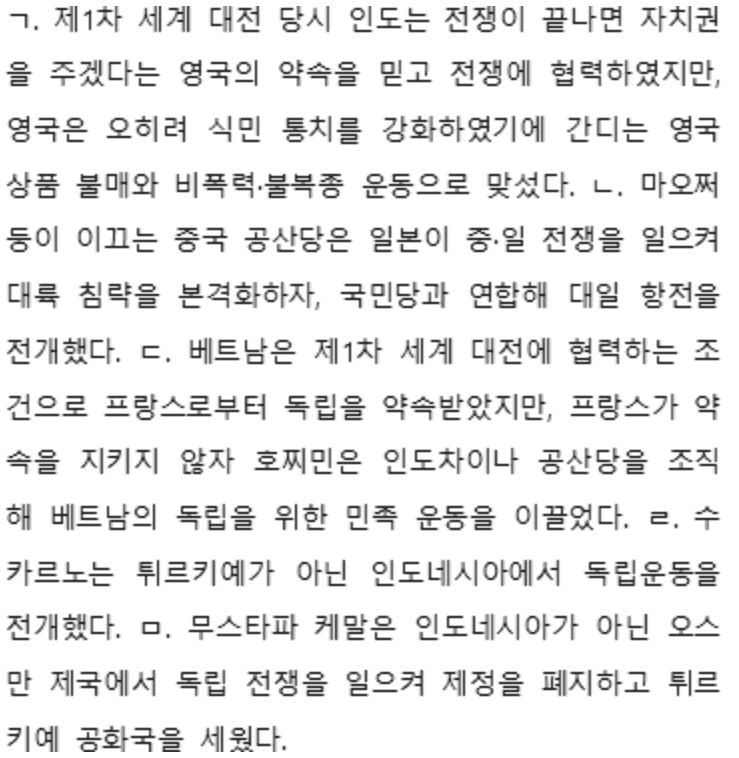 ㄱ. 제1차 세계 대전 당시 인도는 전쟁이 끝나면 자치권
을 주겠다는 영국의 약속을 믿고 전쟁에 협력하였지만,
영국은 오히려 식민 통치를 강화하였기에 간디는 영국
상품 불매와 비폭력·불복종 운동으로 맞섰다. ㄴ. 마오쩌
둥이 이끄는 중국 공산당은 일본이 중·일 전쟁을 일으켜
대륙 침략을 본격화하자, 국민당과 연합해 대일 항전을
전개했다. ㄷ. 베트남은 제1차 세계 대전에 협력하는 조
건으로 프랑스로부터 독립을 약속받았지만, 프랑스가 약
속을 지키지 않자 호찌민은 인도차이나 공산당을 조직
해 베트남의 독립을 위한 민족 운동을 이끌었다. ㄹ. 수
카르노는 튀르키예가 아닌 인도네시아에서 독립운동을
전개했다. ㅁ. 무스타파 케말은 인도네시아가 아닌 오스
만 제국에서 독립 전쟁을 일으켜 제정을 폐지하고 튀르
키예 공화국을 세웠다.